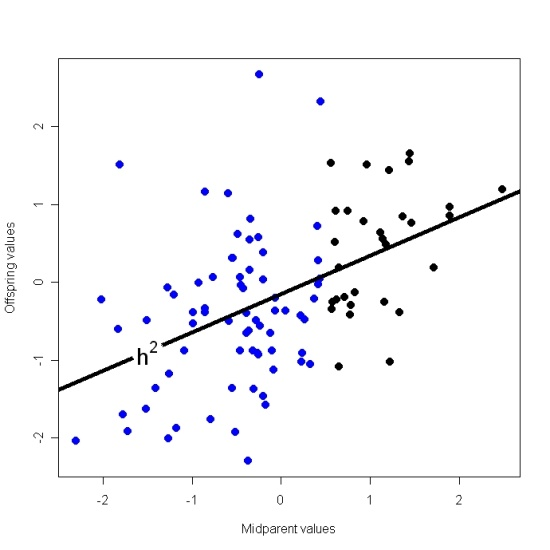 Offspring values
2
1
0
-1
-2
h²
-2 -1 0 1 2
Midparent values